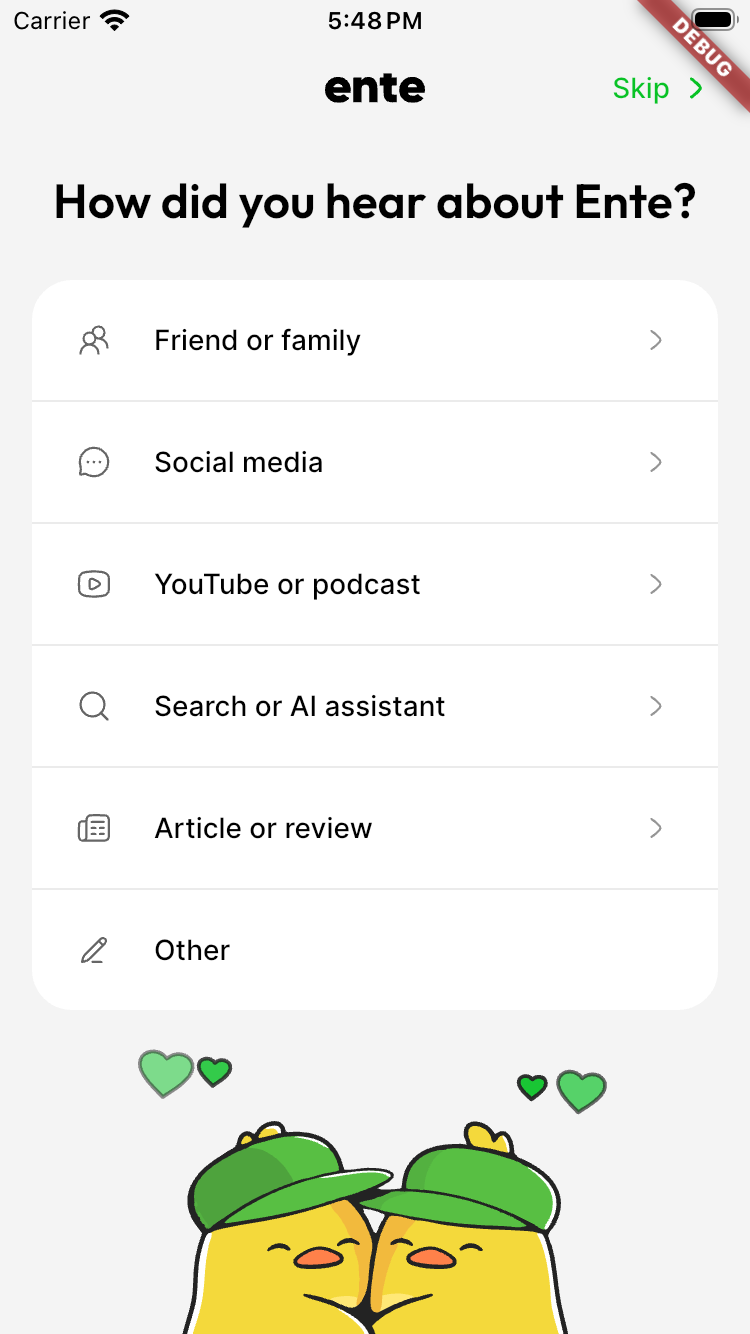 Carrier 5:48 PM
DEBUG
ente
Skip
How did you hear about Ente?
Friend or family
Social media
YouTube or podcast
Search or AI assistant
Article or review
Other